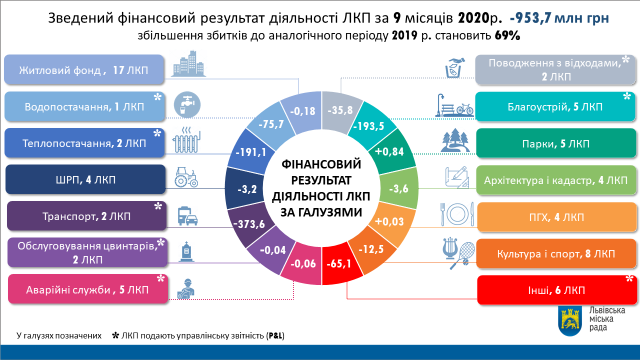 Зведений фінансовий результат діяльності ЛКП за 9 місяців 2020р. -953,7 млн грн
збільшення збитків до аналогічного періоду 2019 р. становить 69%
Житловий фонд , 17 ЛКП
Водопостачання, 1 ЛКП *
Теплопостачання, 2 ЛКП *
ШРП, 4 ЛКП
Транспорт, 2 ЛКП *
Обслуговування цвинтарів, *
2 ЛКП
Аварійні служби , 5 ЛКП *
-0,18
-75,7
-191,1
-3,2
-373,6
-0,04
-0,06
-35,8
-193,5
+0,84
-3,6
+0,03
-12,5
-65,1
ФІНАНСОВИЙ
РЕЗУЛЬТАТ
ДІЯЛЬНОСТІ ЛКП
ЗА ГАЛУЗЯМИ
Поводження з відходами, *
2 ЛКП
Благоустрій, 5 ЛКП *
Парки, 5 ЛКП
Архітектура і кадастр, 4 ЛКП
ПГХ, 4 ЛКП
Культура і спорт, 8 ЛКП
Інші, 6 ЛКП *
Львівська
міська
рада
У галузях позначених * ЛКП подають управлінську звітність (P&L)